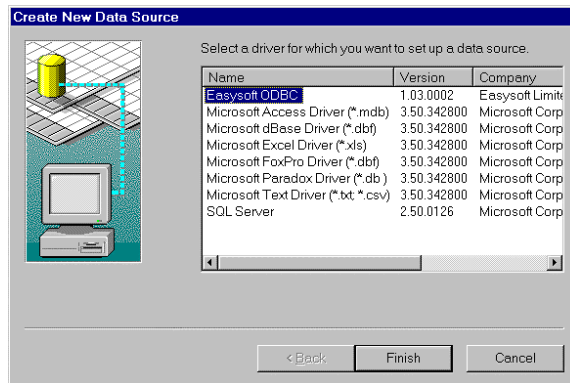 Create New Data Source
Select a driver for which you want to set up a data source.
Name Version Company
Easysoft ODBC 1.03.0002 Easysoft Limite
Microsoft Access Driver (*.mdb) 3.50.342800 Microsoft Corp
Microsoft dBase Driver (*.dbf) 3.50.342800 Microsoft Corp
Microsoft Excel Driver (*.xls) 3.50.342800 Microsoft Corp
Microsoft FoxPro Driver (*.dbf) 3.50.342800 Microsoft Corp
Microsoft Paradox Driver (*.db ) 3.50.342800 Microsoft Corp
Microsoft Text Driver (*.txt; *.csv) 3.50.342800 Microsoft Corp
SQL Server 2.50.0126 Microsoft Corp
< Back Finish Cancel